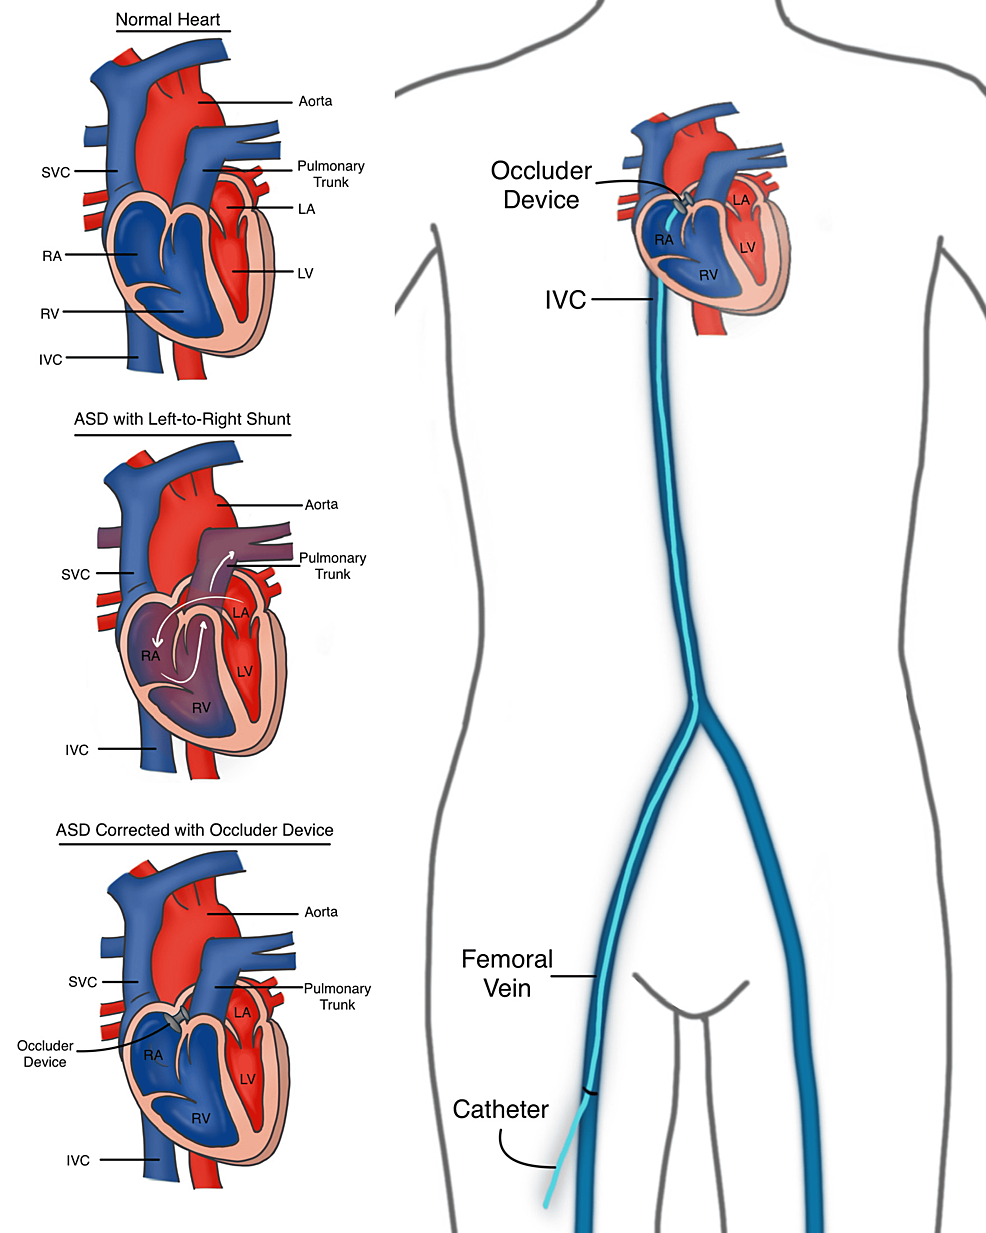 Normal Heart
Aorta
SVC
Pulmonary
Trunk
LA
RA
LV
RV
IVC
ASD with Left-to-Right Shunt
Aorta
Pulmonary
Trunk
SVC
LA
RA
LV
RV
IVC
ASD Corrected with Occluder Device
Aorta
SVC
Pulmonary
Trunk
LA
Occluder
Device
RA
LV
RV
IVC
Occluder
Device
LA
RA
LV
RV
IVC
Femoral
Vein
Catheter